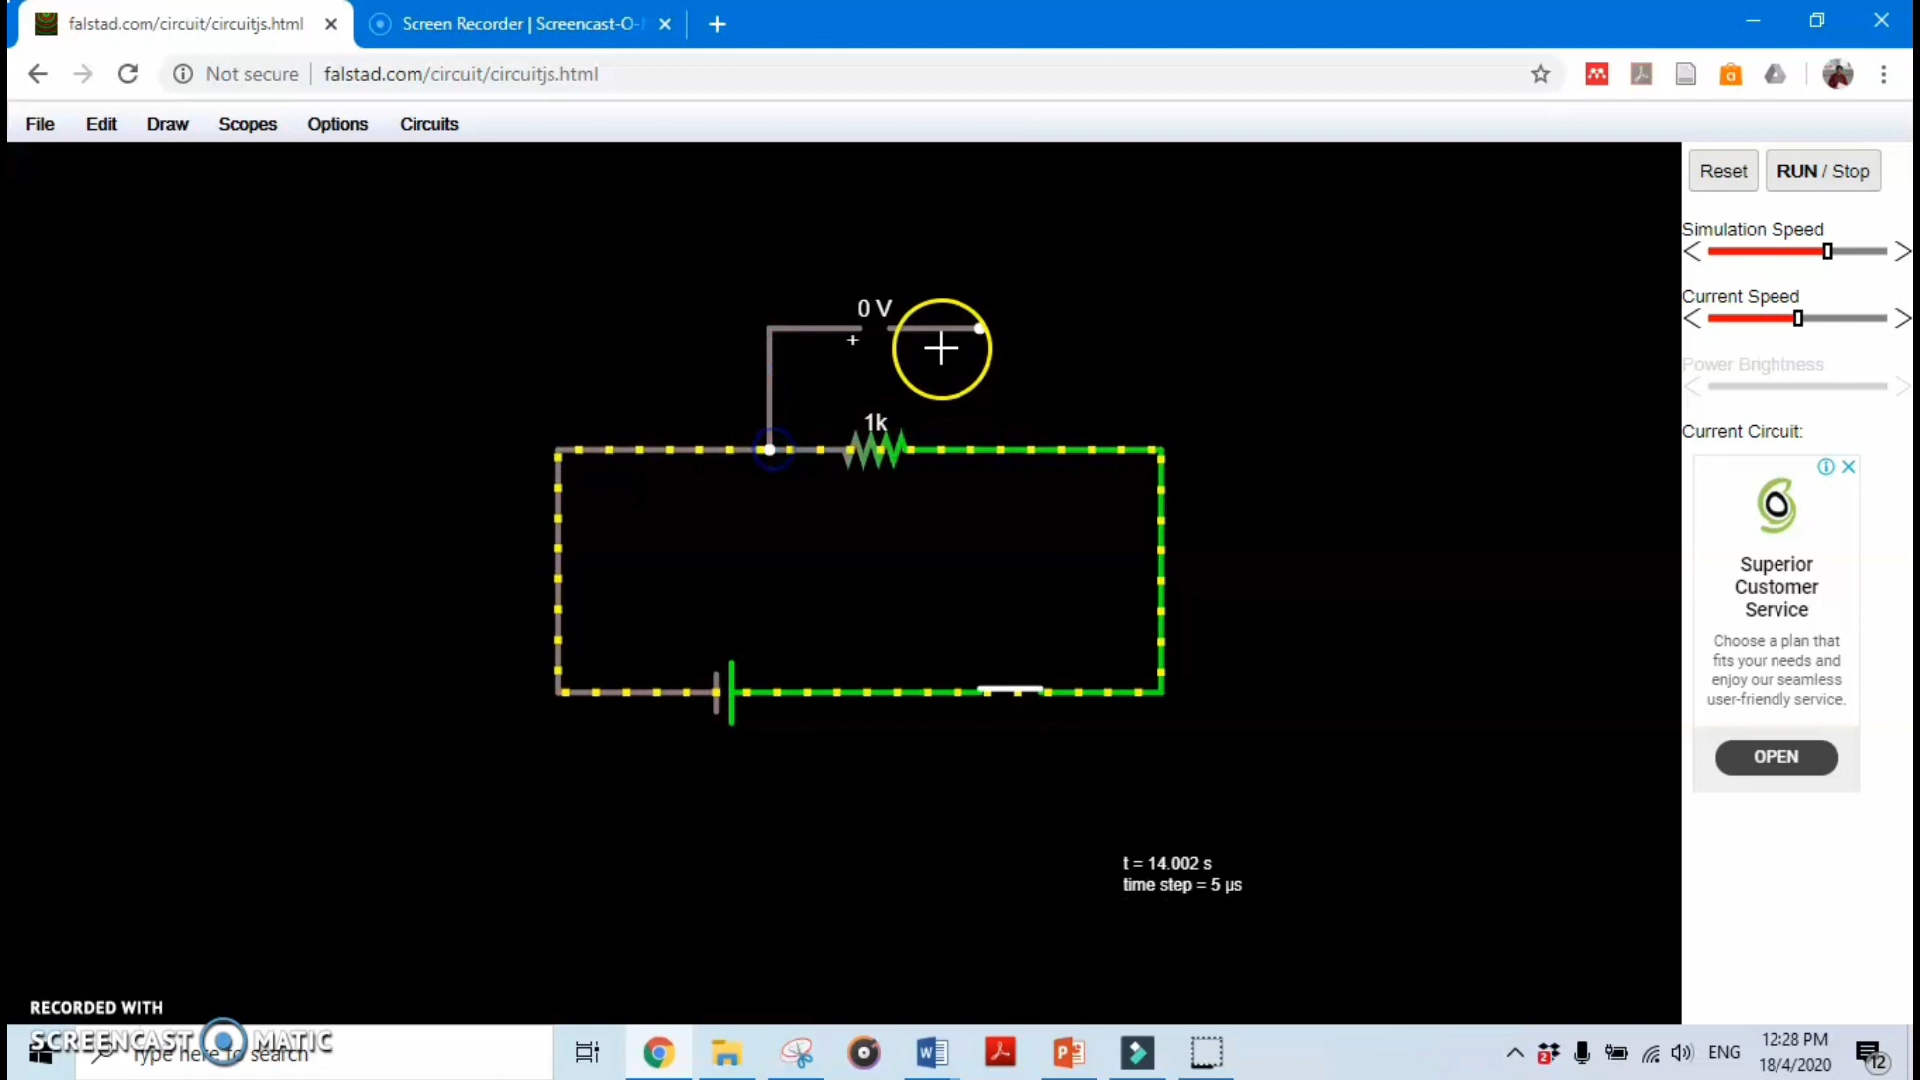 falstad.com/circuit/circuitjs.html
Screen Recorder | Screencast-O-
Not secure
falstad.com/circuit/circuitjs.html
File Edit Draw Scopes Options Circuits
Reset
RUN / Stop
Simulation Speed
Current Speed
Power Brightness
Current Circuit:
0 V
+
1k
Superior
Customer
Service
Choose a plan that
fits your needs and
enjoy our seamless
user-friendly service.
OPEN
t = 14.002 s
time step = 5 μs
RECORDED WITH
SCREENCAST MATIC
Type here to search
ENG
12:28 PM
18/4/2020
12